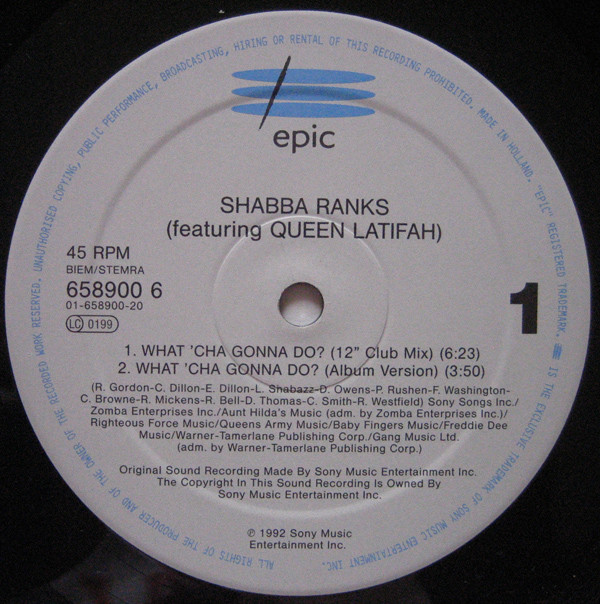 epic
SHABBA RANKS
(featuring QUEEN LATIFAH)
45 RPM
BIEM/STEMRA
658900 6
01-658900-20
LC 0199
1
1. WHAT 'CHA GONNA DO? (12" Club Mix) (6:23)
2. WHAT 'CHA GONNA DO? (Album Version) (3:50)
(R. Gordon-C. Dillon-E. Dillon-L. Shabazz-D. Owens-P. Rushen-F. Washington-
C. Browne-R. Mickens-R. Bell-D. Thomas-C. Smith-R. Westfield) Sony Songs Inc./
Zomba Enterprises Inc./Aunt Hilda's Music (adm. by Zomba Enterprises Inc.)/
Righteous Force Music/Queens Army Music/Baby Fingers Music/Freddie Dee
Music/Warner-Tamerlane Publishing Corp./Gang Music Ltd.
(adm. by Warner-Tamerlane Publishing Corp.)
Original Sound Recording Made By Sony Music Entertainment Inc.
The Copyright In This Sound Recording Is Owned By
Sony Music Entertainment Inc.
℗ 1992 Sony Music
Entertainment Inc.
ALL RIGHTS OF THE PRODUCER AND OF THE OWNER OF THE RECORDED WORK RESERVED. UNAUTHORISED COPYING, PUBLIC PERFORMANCE, BROADCASTING, HIRING OR RENTAL OF THIS RECORDING PROHIBITED. MADE IN HOLLAND. "EPIC" REGISTERED TRADEMARK. IS THE EXCLUSIVE TRADEMARK OF SONY MUSIC ENTERTAINMENT INC.